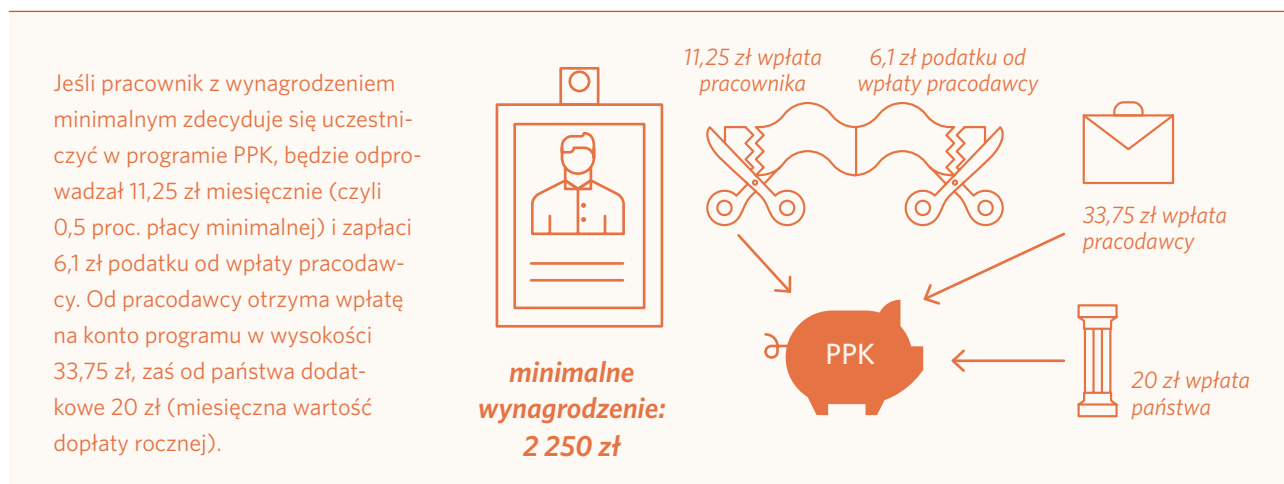 Jeśli pracownik z wynagrodzeniem
minimalnym zdecyduje się uczestni-
czyć w programie PPK, będzie odpro-
wadzał 11,25 zł miesięcznie (czyli
0,5 proc. płacy minimalnej) i zapłaci
6,1 zł podatku od wpłaty pracodaw-
cy. Od pracodawcy otrzyma wpłatę
na konto programu w wysokości
33,75 zł, zaś od państwa dodat-
kowe 20 zł (miesięczna wartość
dopłaty rocznej).
minimalne
wynagrodzenie:
2 250 zł
11,25 zł wpłata
pracownika
6,1 zł podatku od
wpłaty pracodawcy
33,75 zł wpłata
pracodawcy
PPK
20 zł wpłata
państwa